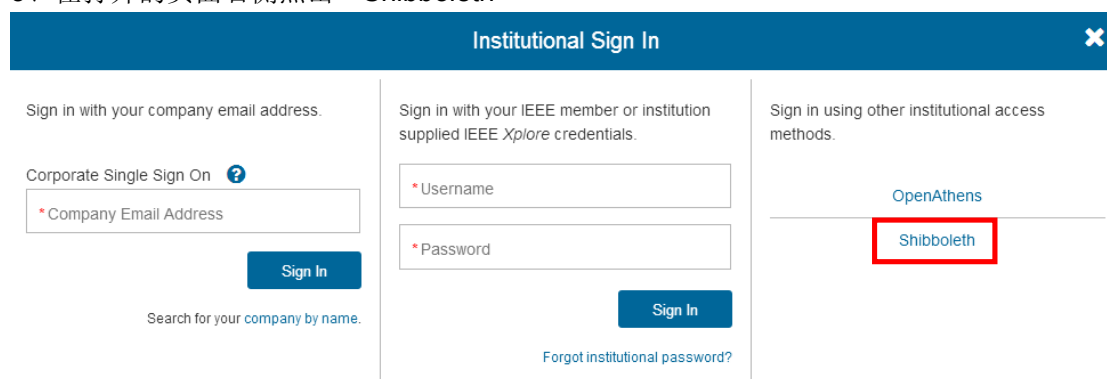 Shibboleth
Institutional Sign In
Sign in with your company email address.
Corporate Single Sign On ?
*Company Email Address
Sign In
Search for your company by name.
Sign in with your IEEE member or institution
supplied IEEE Xplore credentials.
*Username
*Password
Sign In
Forgot institutional password?
Sign in using other institutional access
methods.
OpenAthens
Shibboleth